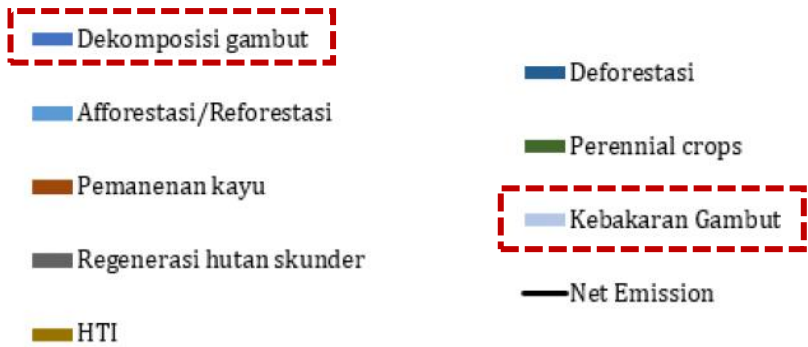 Dekomposisi gambut
Afforestasi/Reforestasi
Pemanenan kayu
Regenerasi hutan skunder
HTI
Deforestasi
Perennial crops
Kebakaran Gambut
Net Emission